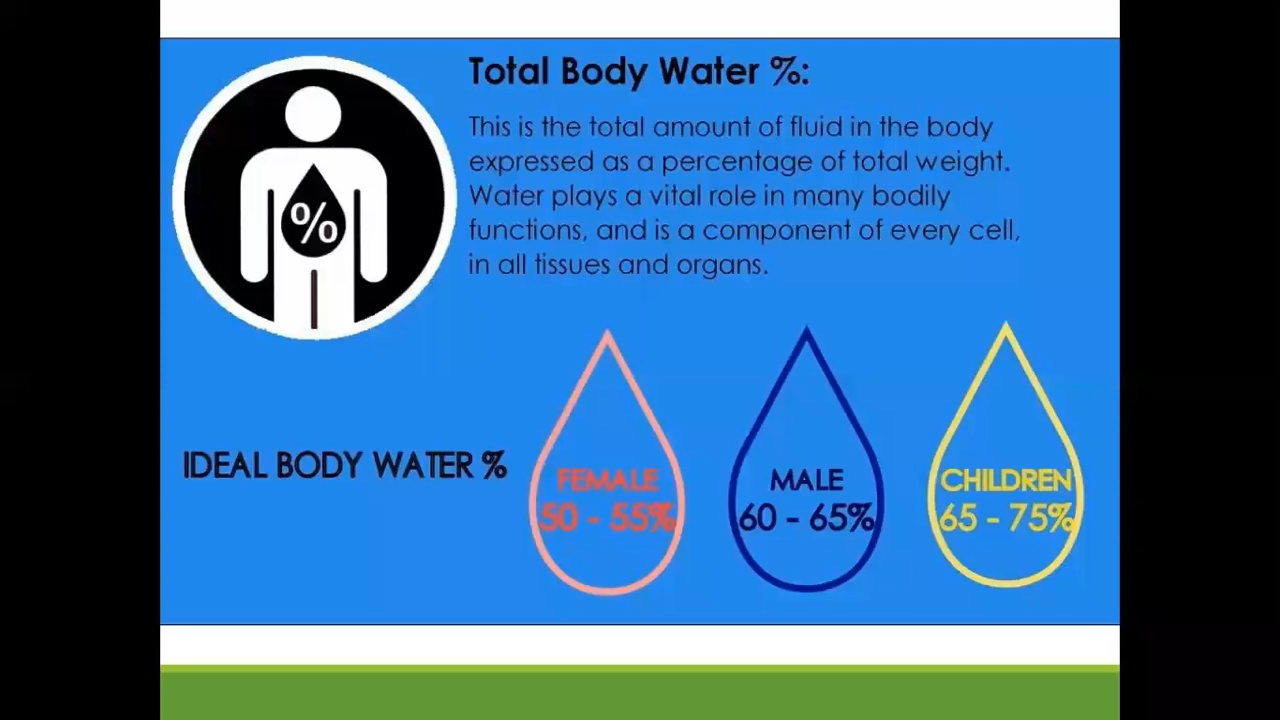 Total Body Water %:
This is the total amount of fluid in the body
expressed as a percentage of total weight.
Water plays a vital role in many bodily
functions, and is a component of every cell,
in all tissues and organs.
%
IDEAL BODY WATER %
FEMALE
50 - 55%
MALE
60 - 65%
CHILDREN
65 - 75%